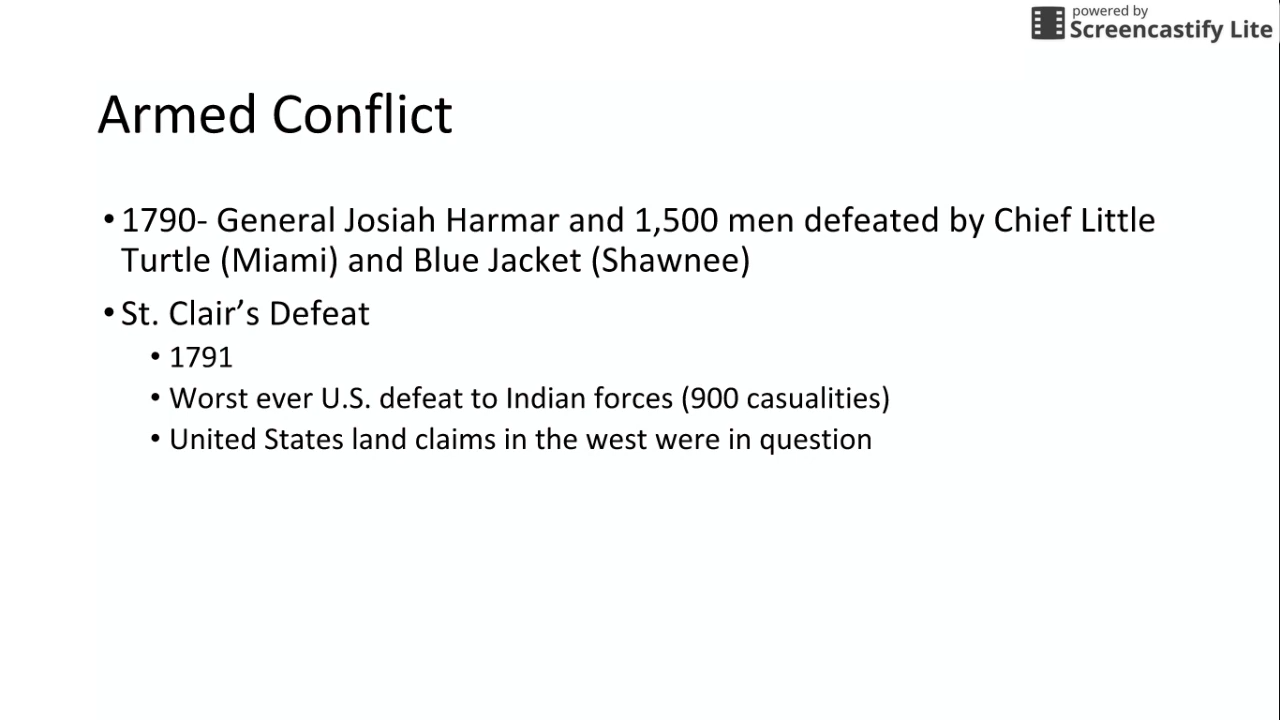 powered by
Screencastify Lite
Armed Conflict
•1790- General Josiah Harmar and 1,500 men defeated by Chief Little
Turtle (Miami) and Blue Jacket (Shawnee)
•St. Clair’s Defeat
• 1791
• Worst ever U.S. defeat to Indian forces (900 casualities)
• United States land claims in the west were in question